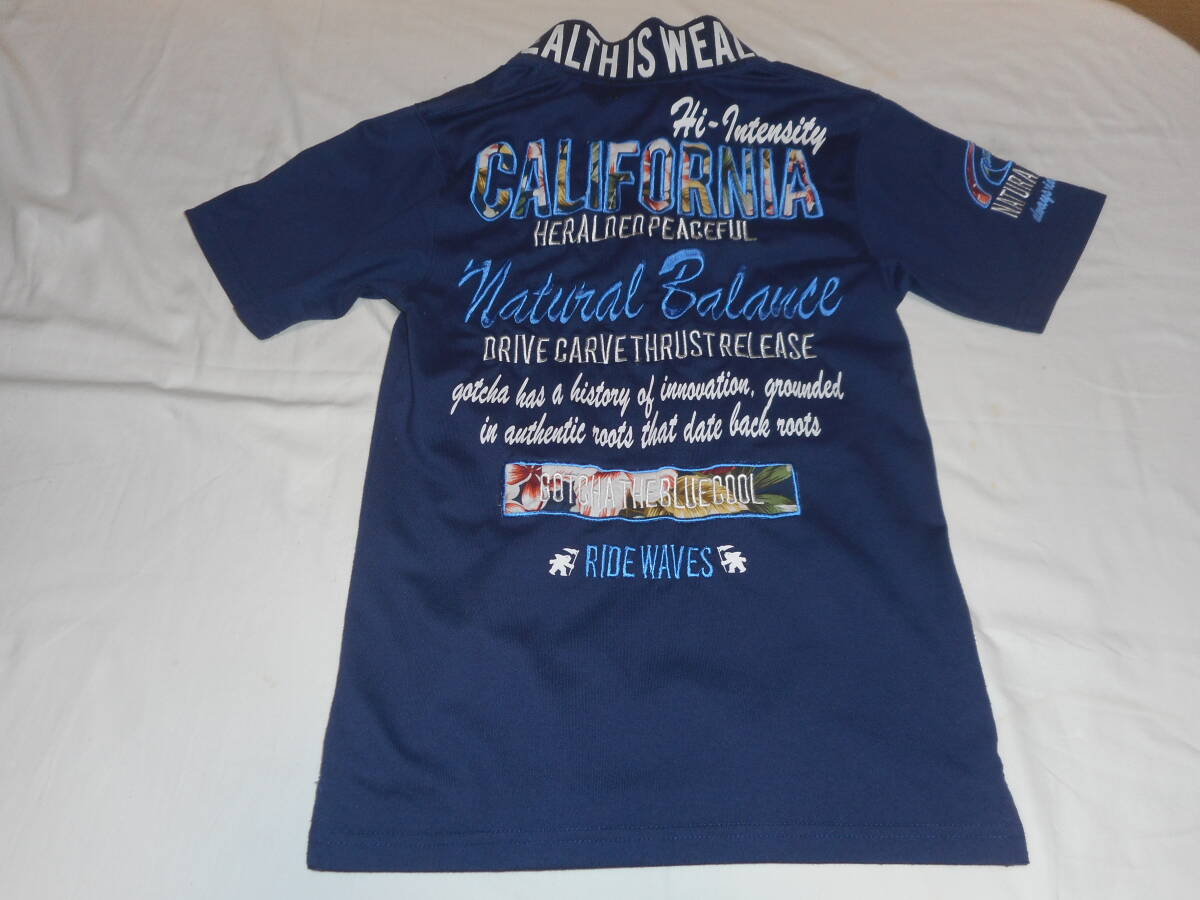 EALTH IS WEAL
Hi-Intensity
CALIFORNIA
HERALDED PEACEFUL
Natural Balance
DRIVE CARVE THRUST RELEASE
gotcha has a history of innovation, grounded
in authentic roots that date back roots
GOTCHA THE BLUE COOL
RIDE WAVES
NATURA